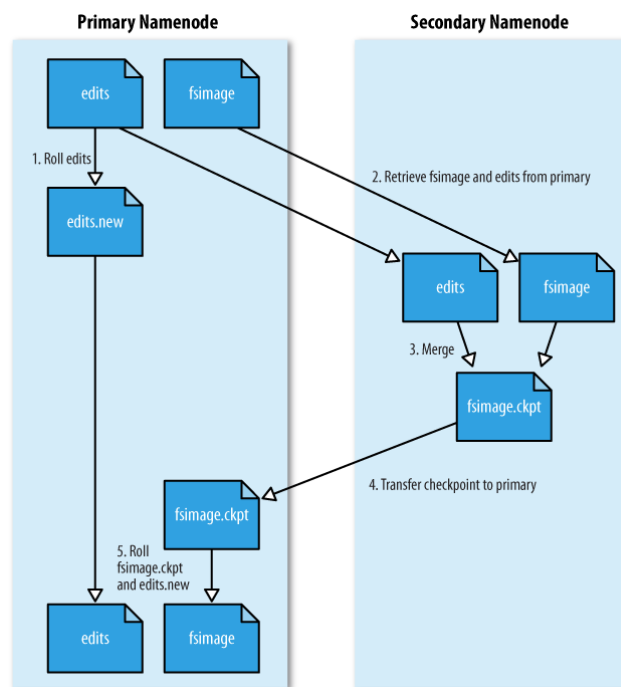 Primary Namenode
Secondary Namenode
edits
fsimage
1. Roll edits
2. Retrieve fsimage and edits from primary
edits.new
edits
fsimage
3. Merge
fsimage.ckpt
4. Transfer checkpoint to primary
fsimage.ckpt
5. Roll
fsimage.ckpt
and edits.new
edits
fsimage